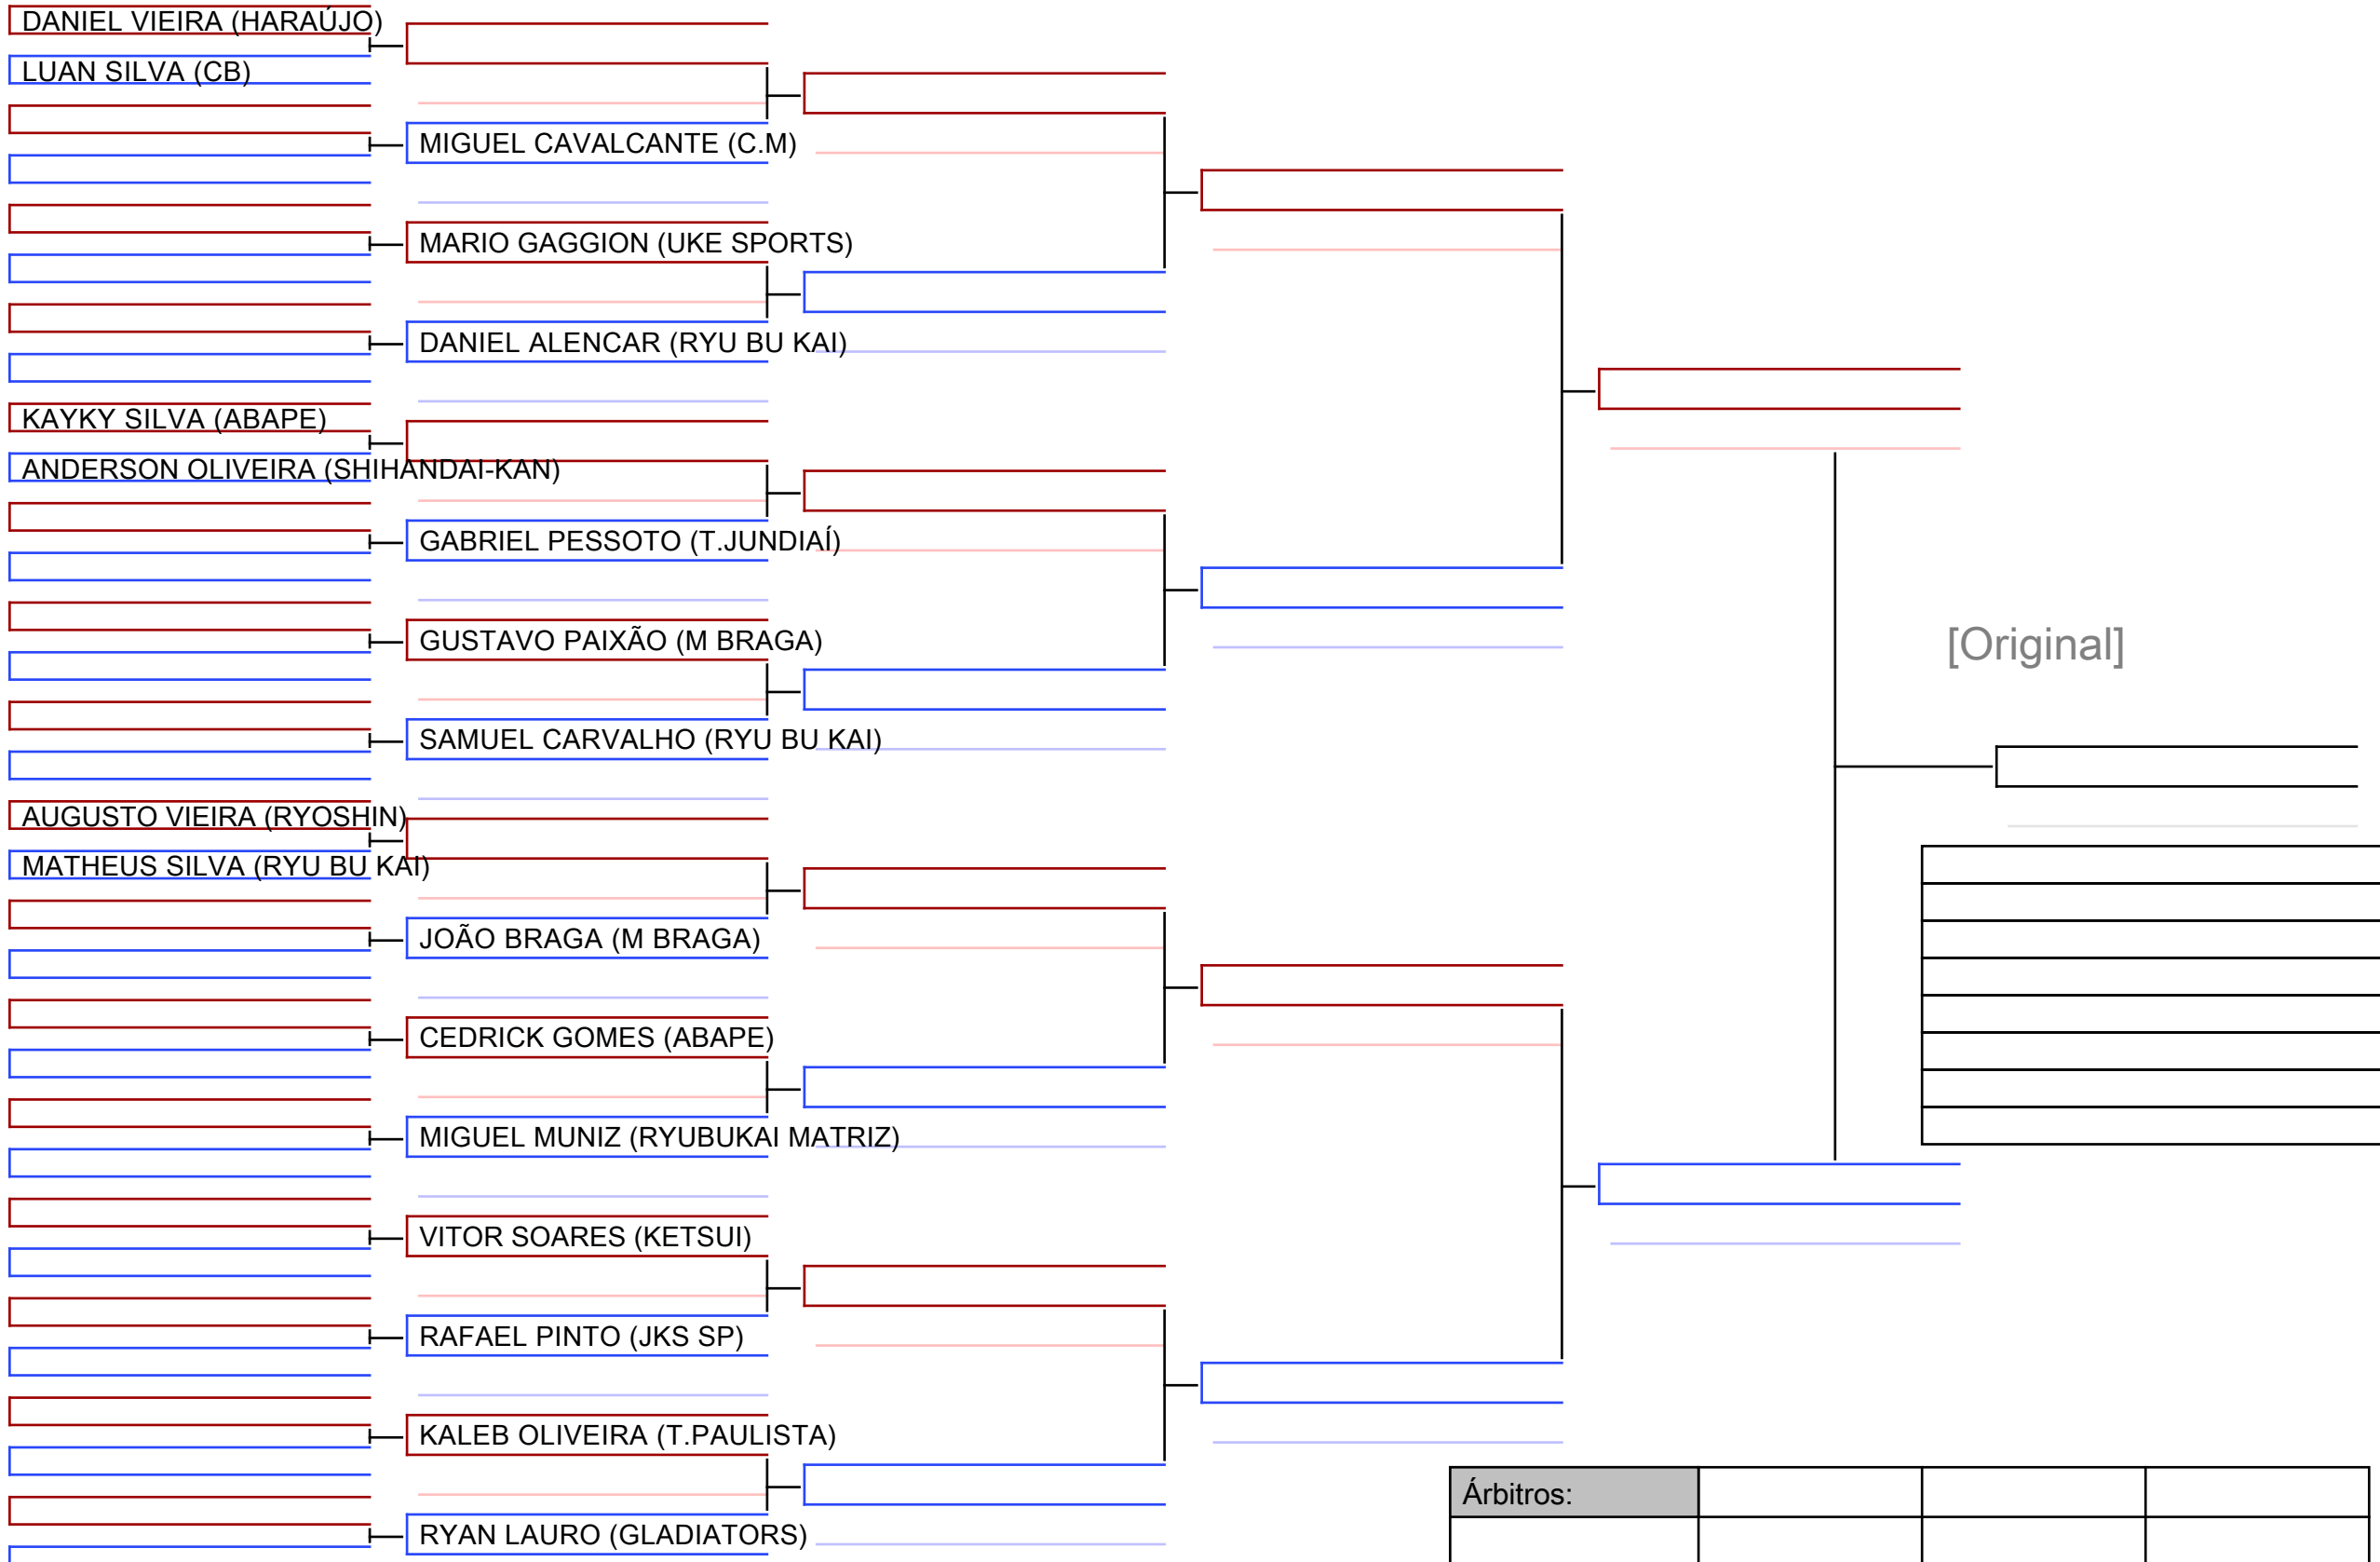 DANIEL VIEIRA (HARAÚJO)
LUAN SILVA (CB)
MIGUEL CAVALCANTE (C.M)
MARIO GAGGION (UKE SPORTS)
DANIEL ALENCAR (RYU BU KAI)
KAYKY SILVA (ABAPE)
ANDERSON OLIVEIRA (SHIHANDAI-KAN)
GABRIEL PESSOTO (T.JUNDIAÍ)
GUSTAVO PAIXÃO (M BRAGA)
[Original]
SAMUEL CARVALHO (RYU BU KAI)
AUGUSTO VIEIRA (RYOSHIN)
MATHEUS SILVA (RYU BU KAI)
JOÃO BRAGA (M BRAGA)
CEDRICK GOMES (ABAPE)
MIGUEL MUNIZ (RYUBUKAI MATRIZ)
VITOR SOARES (KETSUI)
RAFAEL PINTO (JKS SP)
KALEB OLIVEIRA (T.PAULISTA)
Árbitros:
RYAN LAURO (GLADIATORS)